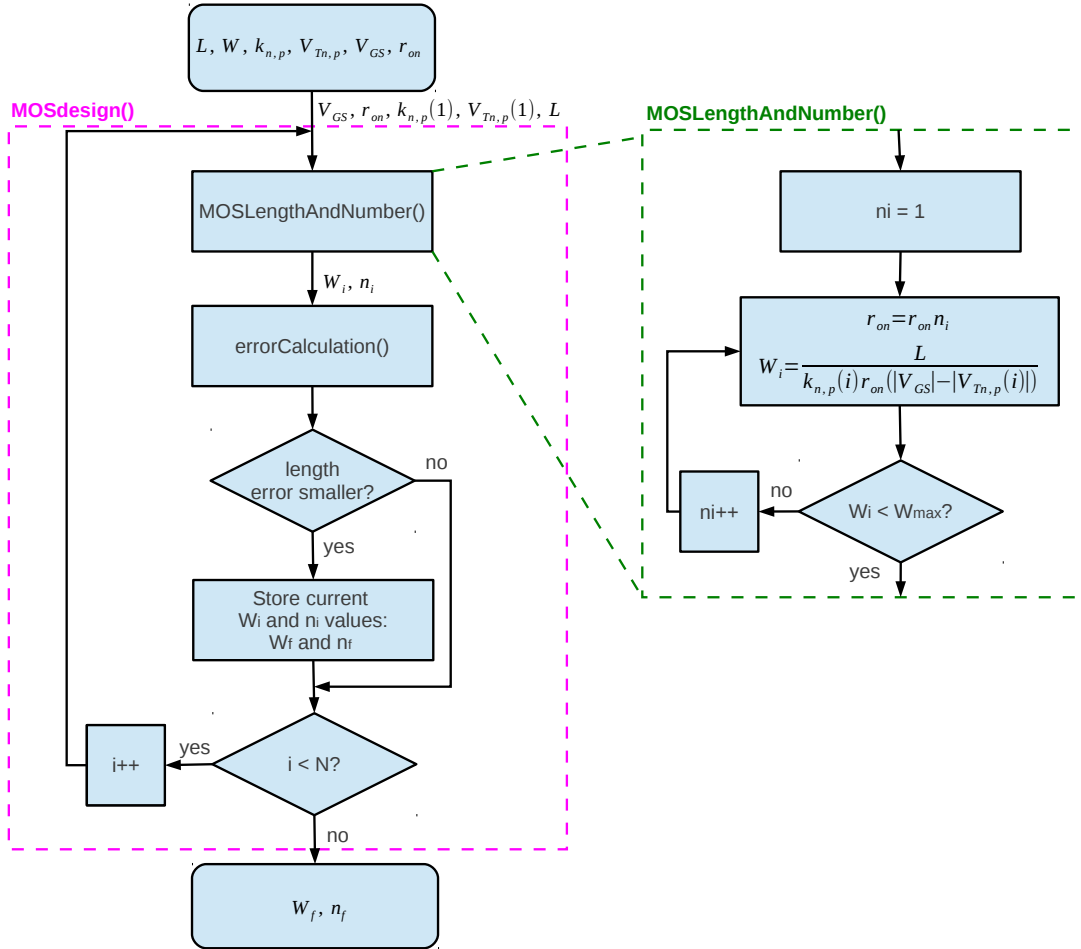 L, W, k_{n,p}, V_{Tn,p}, V_{GS}, r_{on}
MOSdesign()
V_{GS}, r_{on}, k_{n,p}(1), V_{Tn,p}(1), L
MOSLengthAndNumber()
W_i, n_i
errorCalculation()
length
error smaller?
no
yes
Store current
Wi and ni values:
Wf and nf
i < N?
yes
i++
no
W_f, n_f
MOSLengthAndNumber()
ni = 1
r_{on}=r_{on} n_i
W_i=\frac{L}{k_{n,p}(i) r_{on}(|V_{GS}|-|V_{Tn,p}(i)|)}
Wi < Wmax?
no
ni++
yes